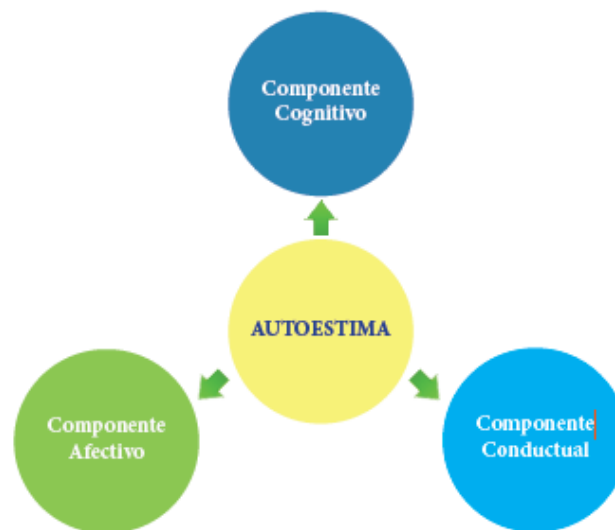 Componente
Cognitivo
AUTOESTIMA
Componente
Afectivo
Componente
Conductual